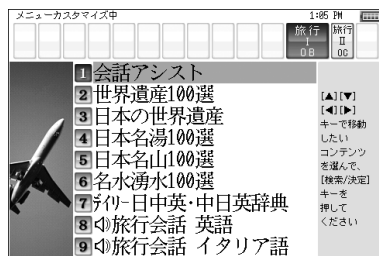 メニューカスタマイズ中 1:05 PM
旅行 I 0B
旅行 II 0C
1 会話アシスト
2 世界遺産100選
3 日本の世界遺産
4 日本名湯100選
5 日本名山100選
6 名水湧水100選
7 デイリー日中英･中日英辞典
8 旅行会話 英語
9 旅行会話 イタリア語
[▲][▼]
[◀][▶]
キーで移動
したい
コンテンツ
を選んで、
[検索/決定]
キーを
押して
ください